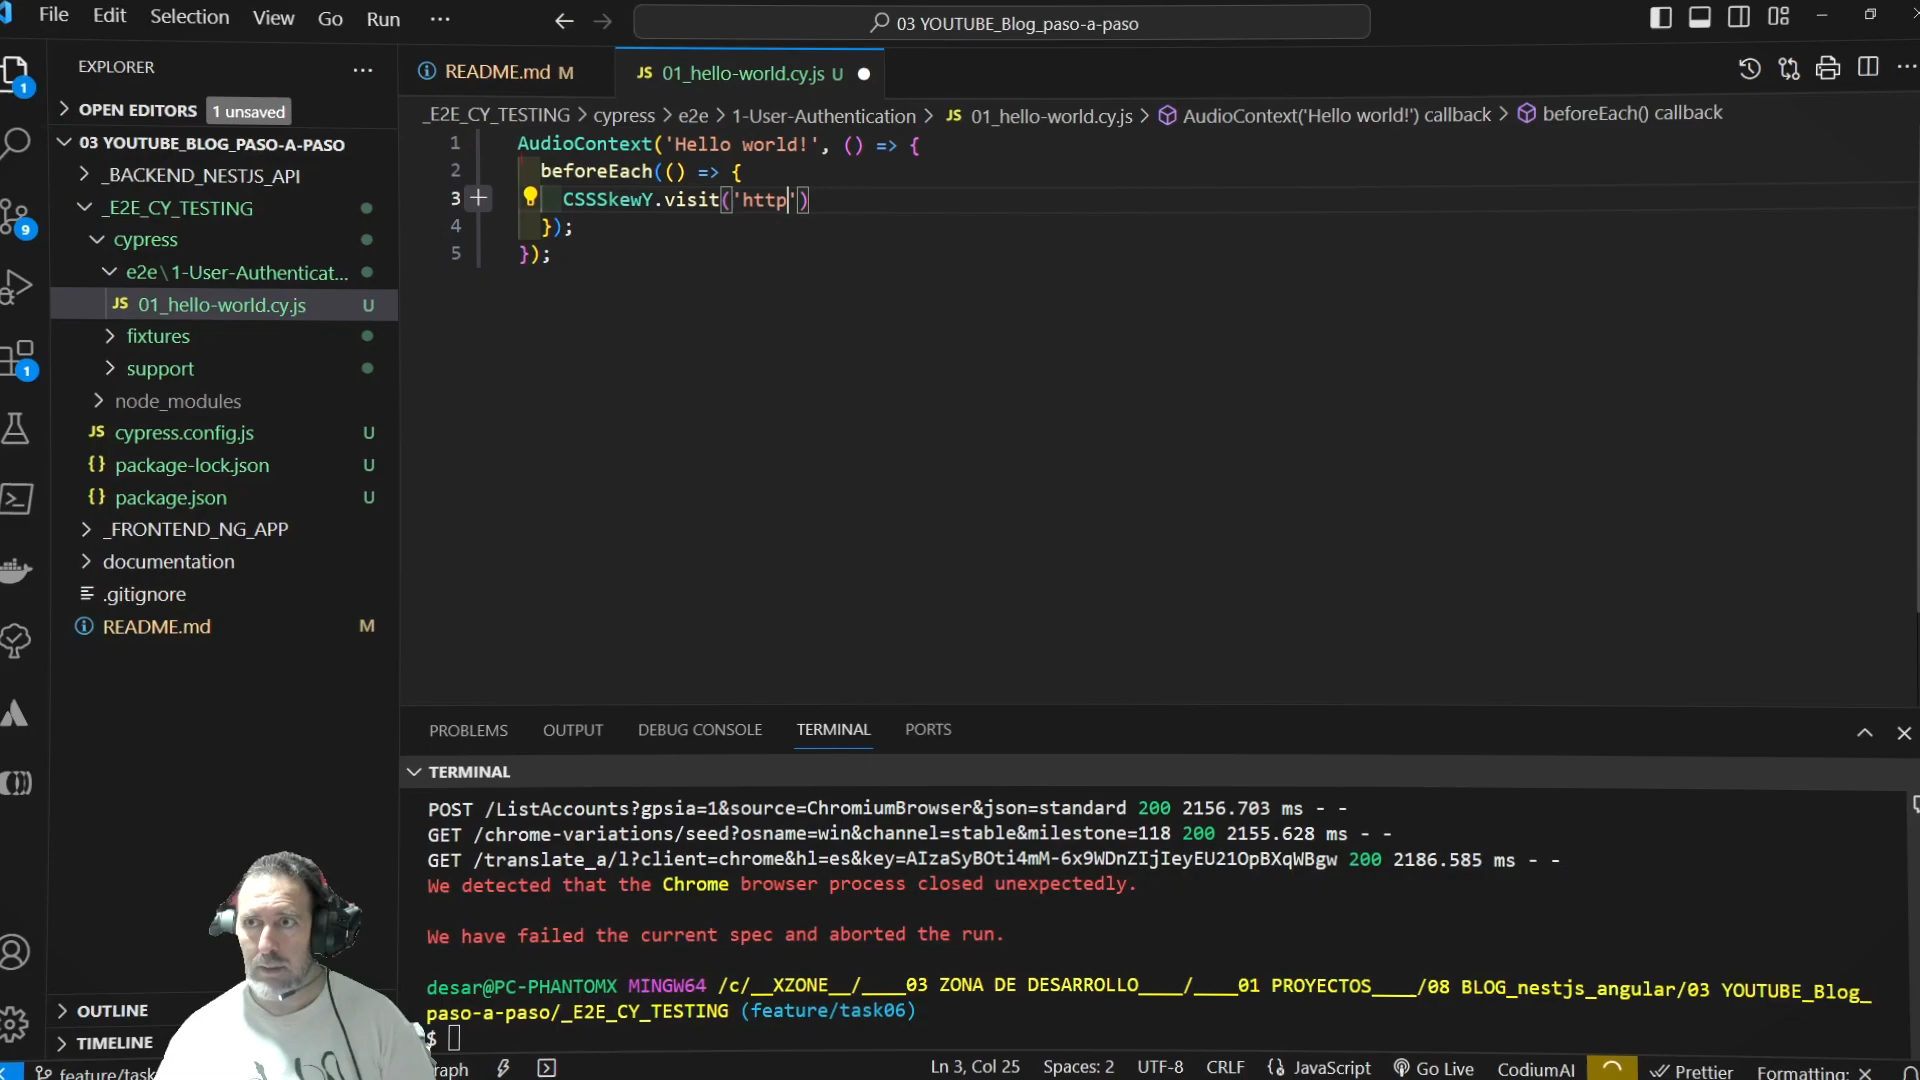 File Edit Selection View Go Run ···
03 YOUTUBE_Blog_paso-a-paso
EXPLORER
README.md M
JS 01_hello-world.cy.js U
OPEN EDITORS 1 unsaved
_E2E_CY_TESTING > cypress > e2e > 1-User-Authentication > JS 01_hello-world.cy.js > AudioContext('Hello world!') callback > beforeEach() callback
03 YOUTUBE_BLOG_PASO-A-PASO
_BACKEND_NESTJS_API
_E2E_CY_TESTING
cypress
e2e\1-User-Authenticat...
JS 01_hello-world.cy.js U
fixtures
support
node_modules
JS cypress.config.js U
{} package-lock.json U
{} package.json U
_FRONTEND_NG_APP
documentation
.gitignore
README.md M
OUTLINE
TIMELINE
1
9
1
1 AudioContext('Hello world!', () => {
2 beforeEach(() => {
3 CSSSkewY.visit('http')
4 });
5 });
PROBLEMS OUTPUT DEBUG CONSOLE TERMINAL PORTS
TERMINAL
POST /ListAccounts?gpsia=1&source=ChromiumBrowser&json=standard 200 2156.703 ms - -
GET /chrome-variations/seed?osname=win&channel=stable&milestone=118 200 2155.628 ms - -
GET /translate_a/l?client=chrome&hl=es&key=AIzaSyBOti4mM-6x9WDnZIjIeyEU21OpBXqWBgw 200 2186.585 ms - -
We detected that the Chrome browser process closed unexpectedly.
We have failed the current spec and aborted the run.
desar@PC-PHANTOMX MINGW64 /c/__XZONE__/____03 ZONA DE DESARROLLO____/____01 PROYECTOS____/08 BLOG_nestjs_angular/03 YOUTUBE_Blog_
paso-a-paso/_E2E_CY_TESTING (feature/task06)
$
feature/tas raph Ln 3, Col 25 Spaces: 2 UTF-8 CRLF {} JavaScript Go Live CodiumAI Prettier Formatting: ×